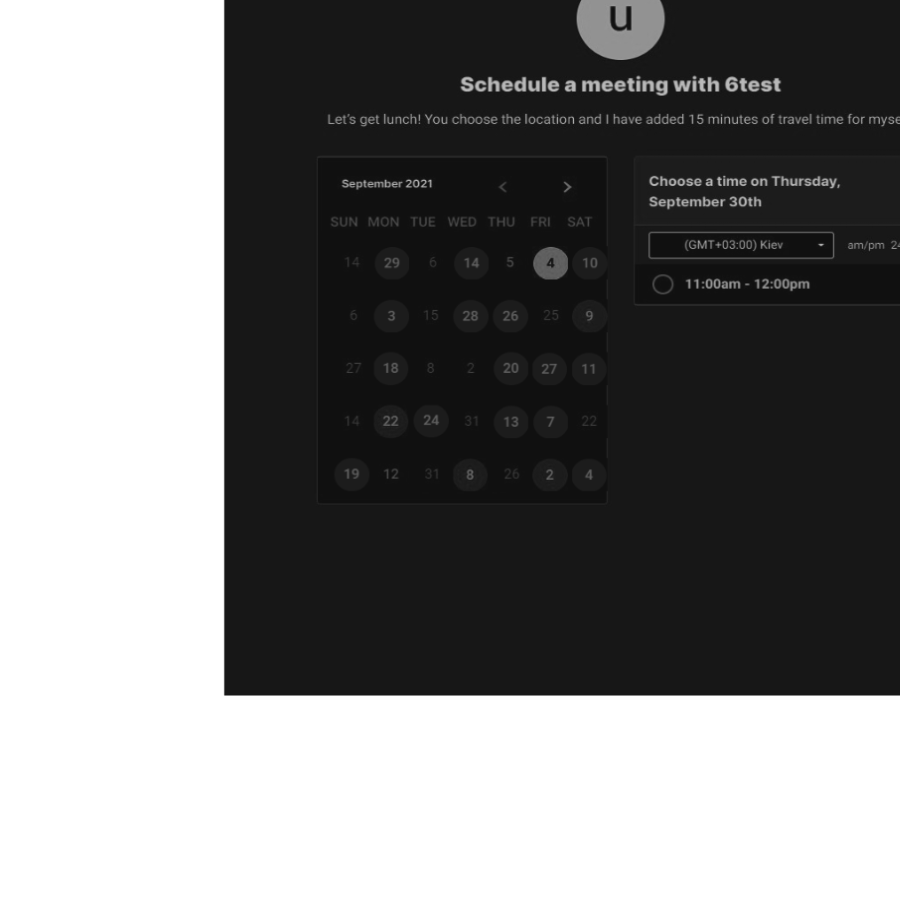 u
Schedule a meeting with 6test
Let's get lunch! You choose the location and I have added 15 minutes of travel time for myse
September 2021
SUN MON TUE WED THU FRI SAT
14 29 6 14 5 4 10
6 3 15 28 26 25 9
27 18 8 2 20 27 11
14 22 24 31 13 7 22
19 12 31 8 26 2 4
Choose a time on Thursday,
September 30th
(GMT+03:00) Kiev am/pm 24
11:00am - 12:00pm